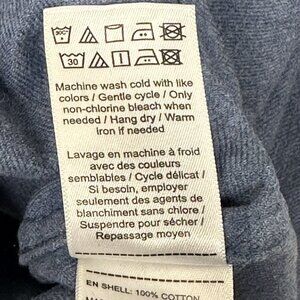 30
30
Machine wash cold with like
colors / Gentle cycle / Only
non-chlorine bleach when
needed / Hang dry / Warm
iron if needed
Lavage en machine à froid
avec des couleurs
semblables / Cycle délicat /
Si besoin, employer
seulement des agents de
blanchiment sans chlore /
Suspendre pour sécher /
Repassage moyen
EN SHELL: 100% COTTON